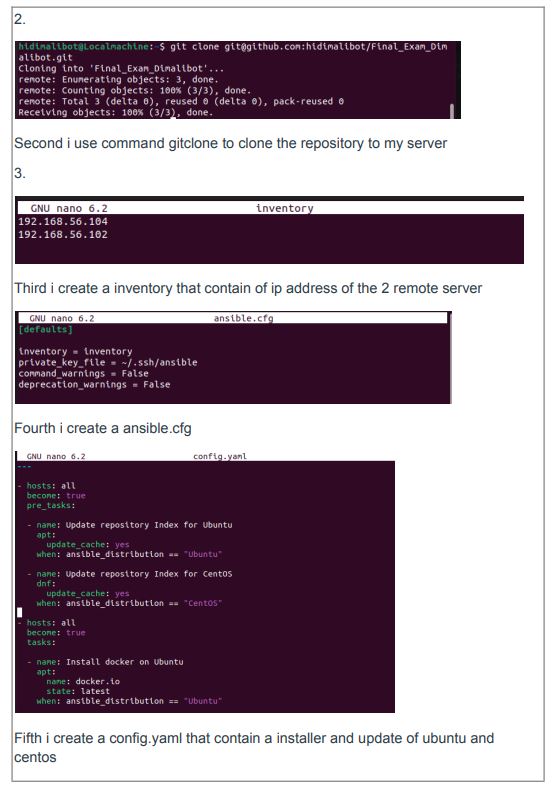 2.
hidimalibot@Localmachine:~$ git clone git@github.com:hidimalibot/Final_Exam_Dim
alibot.git
Cloning into 'Final_Exam_Dimalibot'...
remote: Enumerating objects: 3, done.
remote: Counting objects: 100% (3/3), done.
remote: Total 3 (delta 0), reused 0 (delta 0), pack-reused 0
Receiving objects: 100% (3/3), done.
Second i use command gitclone to clone the repository to my server
3.
GNU nano 6.2 inventory
192.168.56.104
192.168.56.102
Third i create a inventory that contain of ip address of the 2 remote server
GNU nano 6.2 ansible.cfg
[defaults]
inventory = inventory
private_key_file = ~/.ssh/ansible
command_warnings = False
deprecation_warnings = False
Fourth i create a ansible.cfg
GNU nano 6.2 config.yaml
---
- hosts: all
become: true
pre_tasks:
- name: Update repository Index for Ubuntu
apt:
update_cache: yes
when: ansible_distribution == "Ubuntu"
- name: Update repository Index for CentOS
dnf:
update_cache: yes
when: ansible_distribution == "CentOS"
- hosts: all
become: true
tasks:
- name: Install docker on Ubuntu
apt:
name: docker.io
state: latest
when: ansible_distribution == "Ubuntu"
Fifth i create a config.yaml that contain a installer and update of ubuntu and
centos